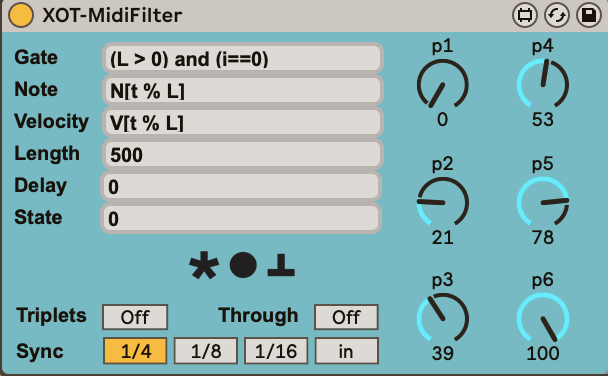 XOT-MidiFilter
Gate (L > 0) and (i==0)
Note N[t % L]
Velocity V[t % L]
Length 500
Delay 0
State 0
p1 p4
0 53
p2 p5
21 78
p3 p6
39 100
Triplets Off Through Off
Sync 1/4 1/8 1/16 in